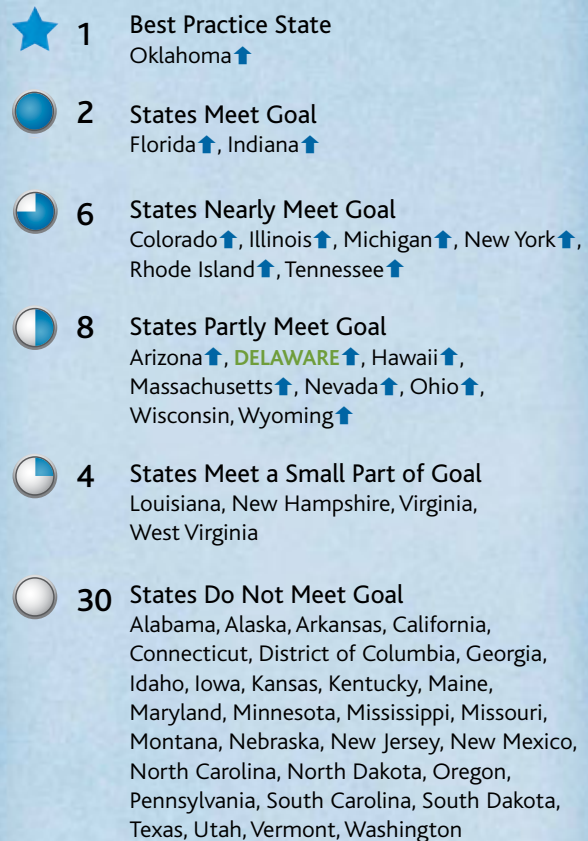 1 Best Practice State
Oklahoma⬆
2 States Meet Goal
Florida⬆, Indiana⬆
6 States Nearly Meet Goal
Colorado⬆, Illinois⬆, Michigan⬆, New York⬆,
Rhode Island⬆, Tennessee⬆
8 States Partly Meet Goal
Arizona⬆, DELAWARE⬆, Hawaii⬆,
Massachusetts⬆, Nevada⬆, Ohio⬆,
Wisconsin, Wyoming⬆
4 States Meet a Small Part of Goal
Louisiana, New Hampshire, Virginia,
West Virginia
30 States Do Not Meet Goal
Alabama, Alaska, Arkansas, California,
Connecticut, District of Columbia, Georgia,
Idaho, Iowa, Kansas, Kentucky, Maine,
Maryland, Minnesota, Mississippi, Missouri,
Montana, Nebraska, New Jersey, New Mexico,
North Carolina, North Dakota, Oregon,
Pennsylvania, South Carolina, South Dakota,
Texas, Utah, Vermont, Washington